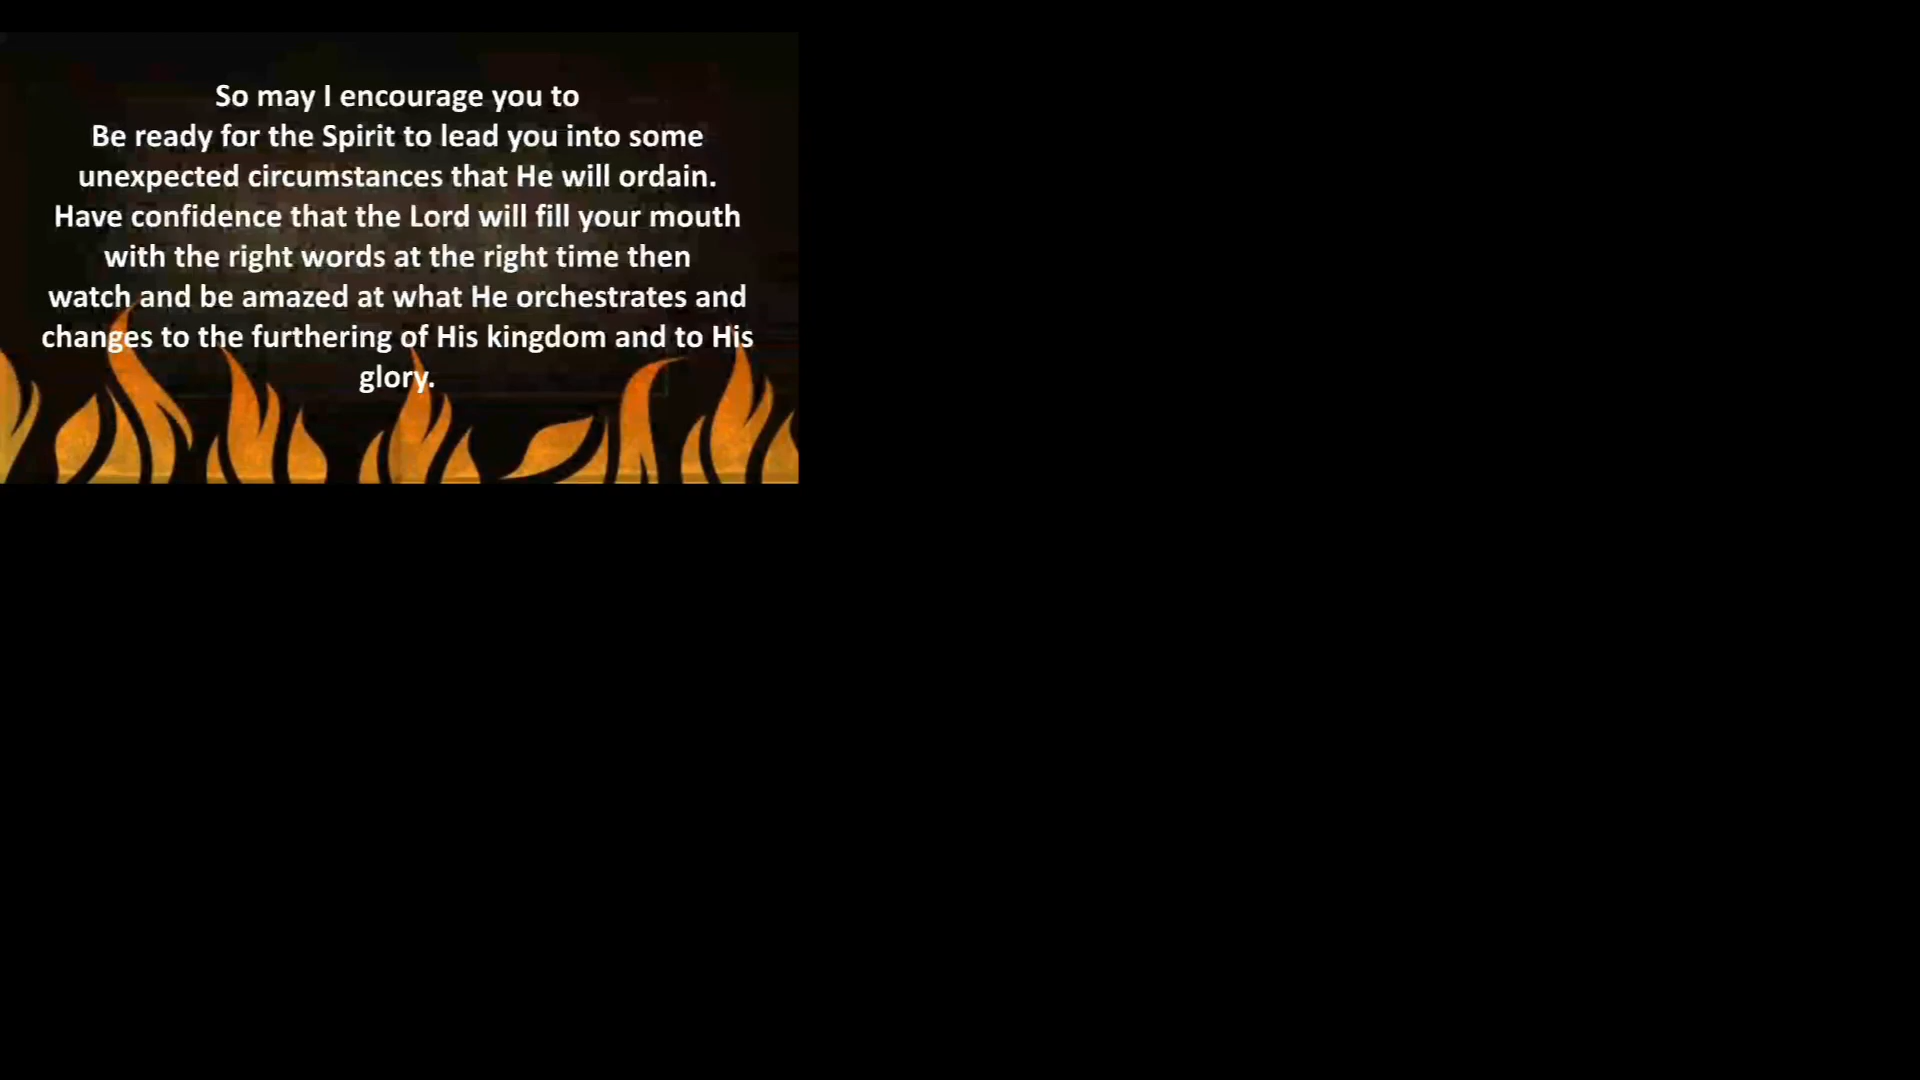 So may I encourage you to
Be ready for the Spirit to lead you into some
unexpected circumstances that He will ordain.
Have confidence that the Lord will fill your mouth
with the right words at the right time then
watch and be amazed at what He orchestrates and
changes to the furthering of His kingdom and to His
glory.